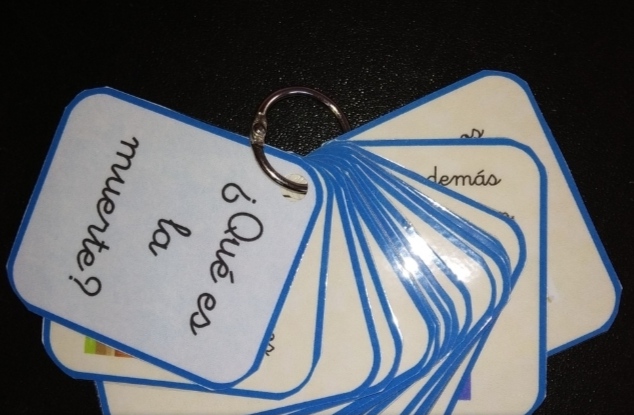 ¿Qué es
la
muerte?
demás